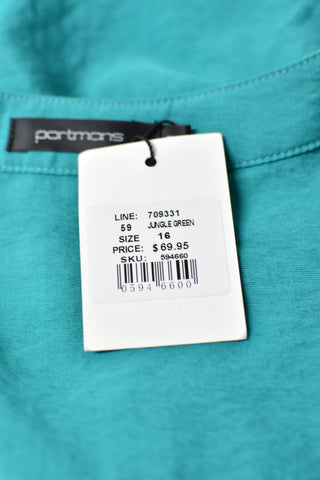 portmans
LINE: 709331
59 JUNGLE GREEN
SIZE 16
PRICE: $69.95
SKU: 594660
0594 6600